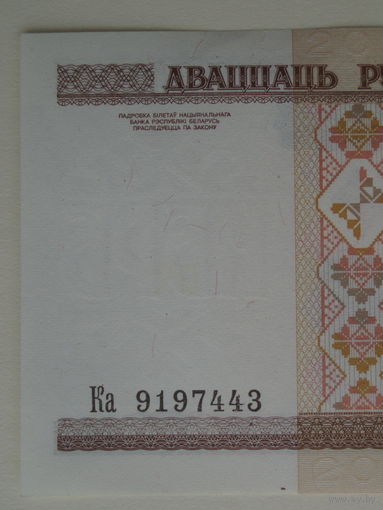 ДВАЦЦАЦЬ
ПАДРОБКА БІЛЕТАЎ НАЦЫЯНАЛЬНАГА
БАНКА РЭСПУБЛІКІ БЕЛАРУСЬ
ПРАСЛЕДУЕЦЦА ПА ЗАКОНУ
Ка 9197443